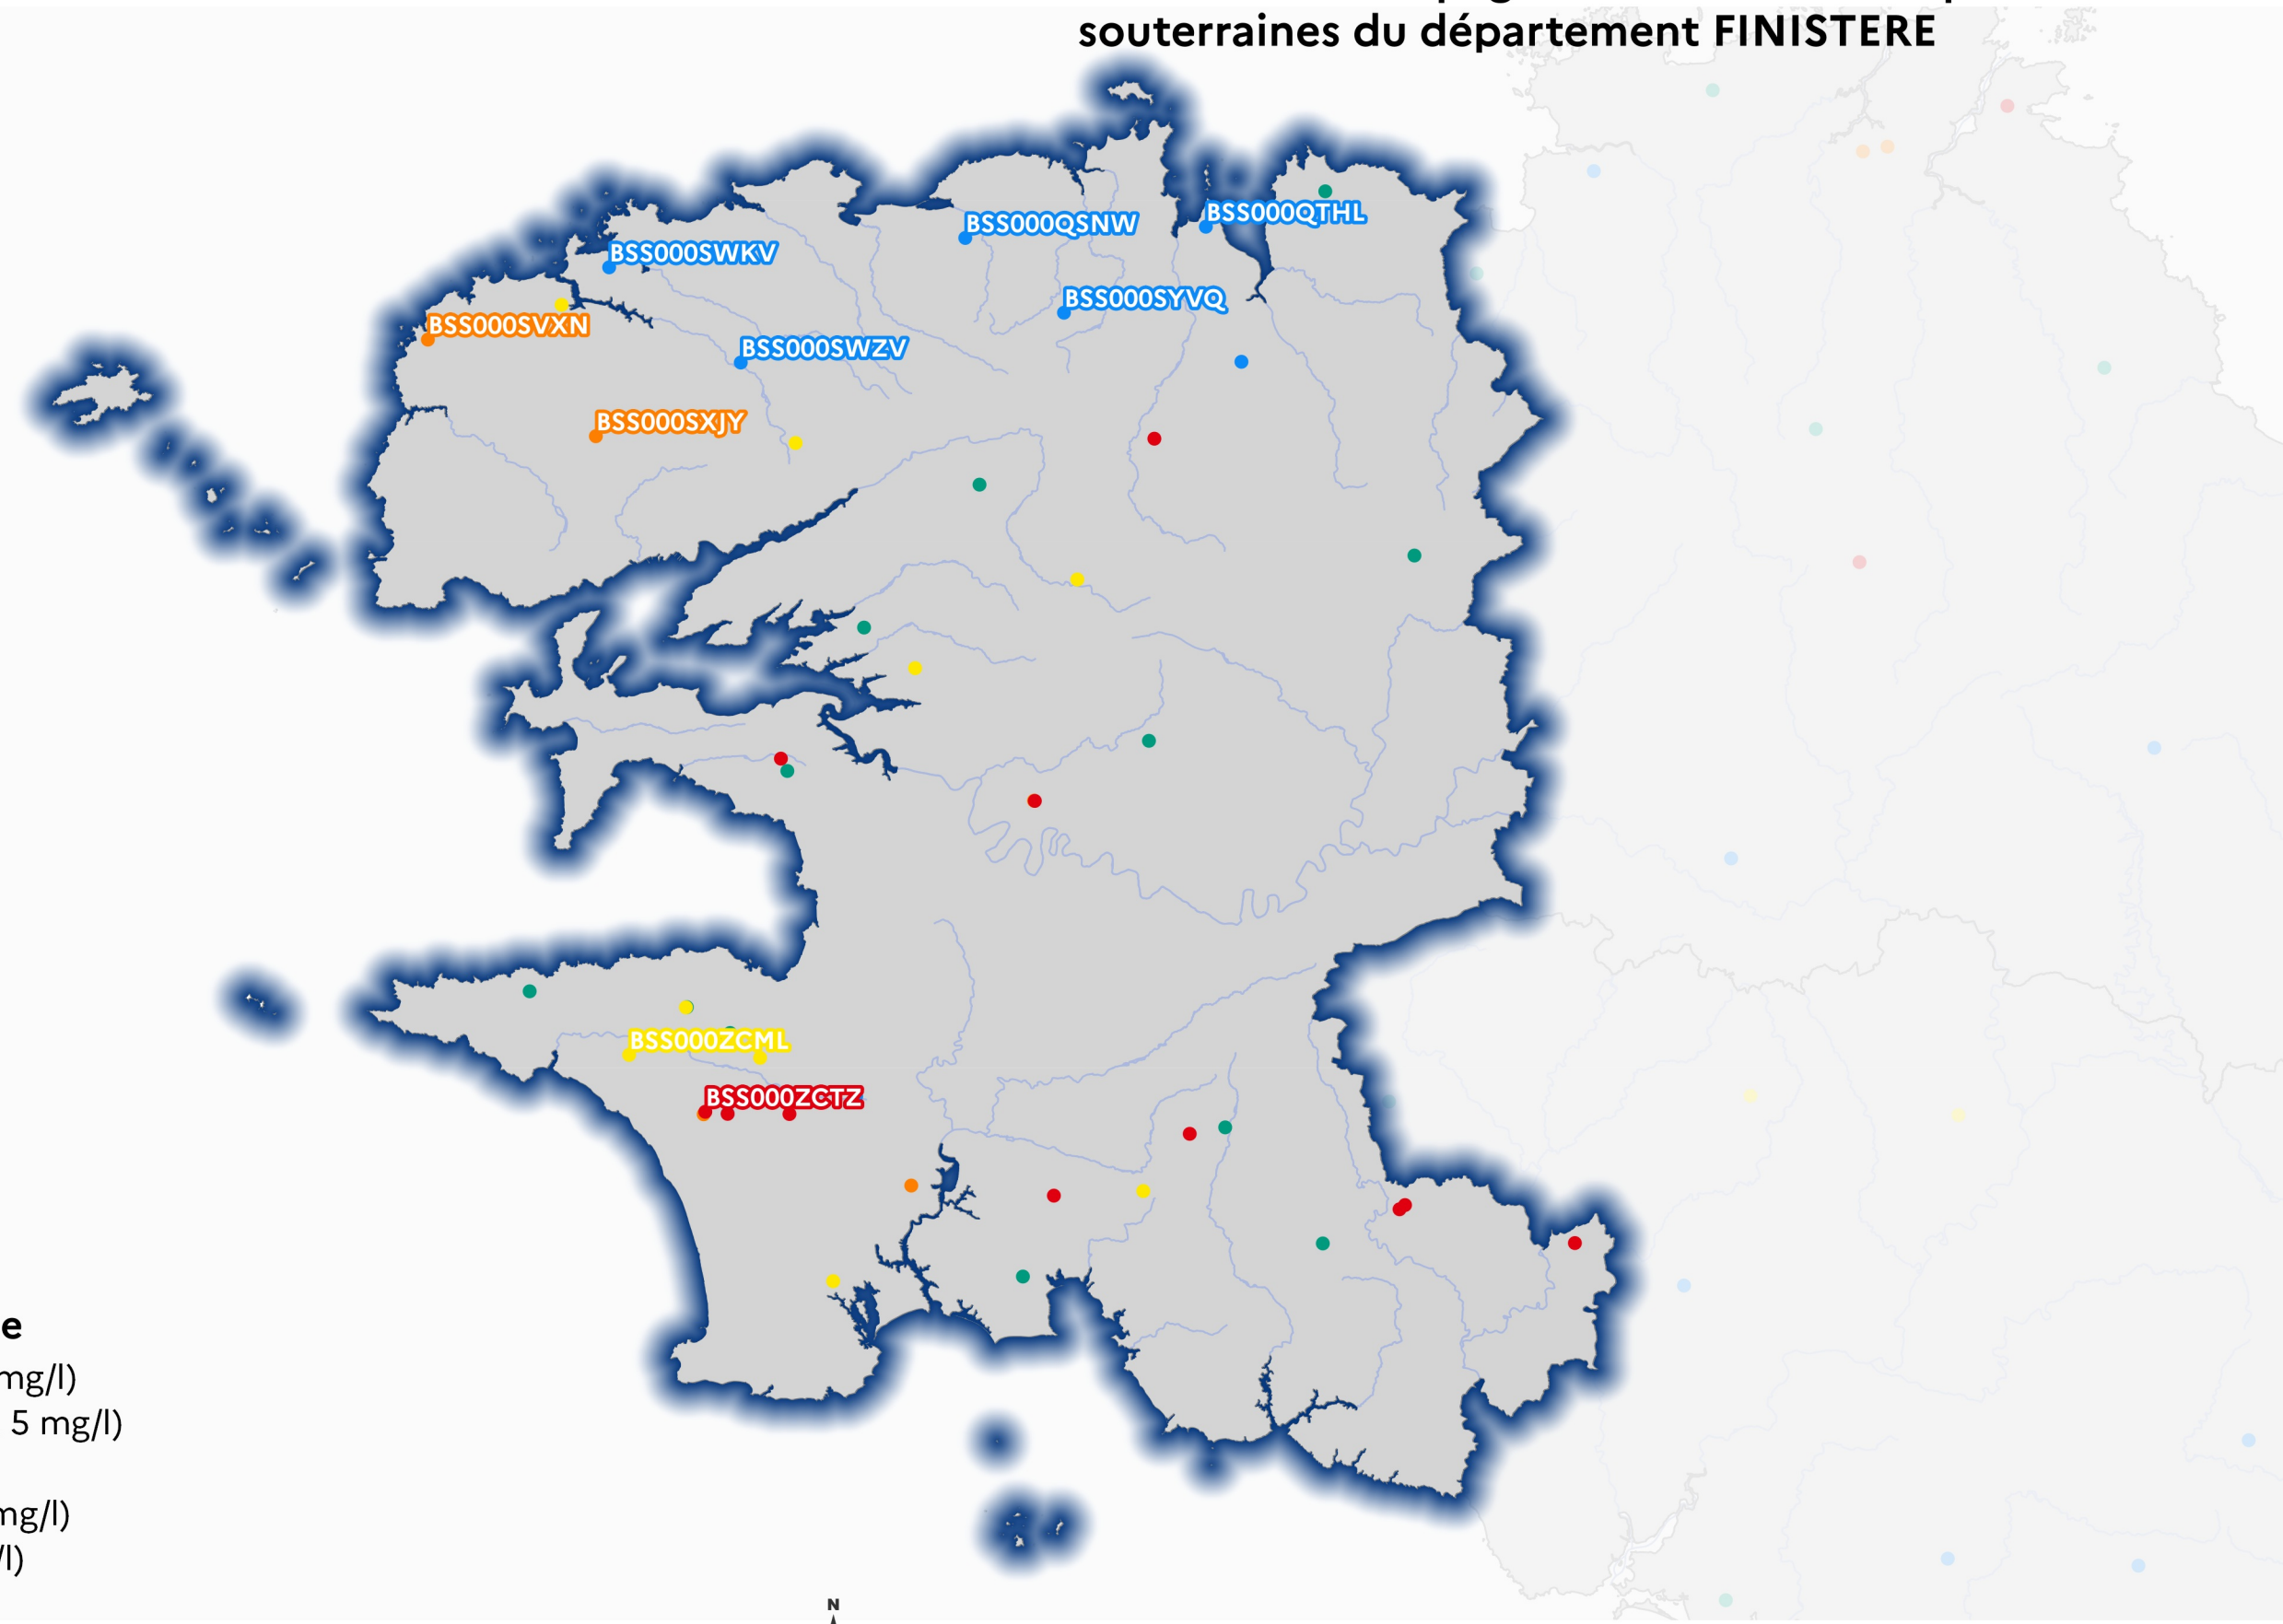 souterraines du département FINISTERE
BSS000QSNW
BSS000QTHL
BSS000SWKV
BSS000SYVQ
BSS000SVXN
BSS000SWZV
BSS000SXJY
BSS000ZCML
BSS000ZCTZ
e
mg/l)
5 mg/l)
mg/l)
/l)
N